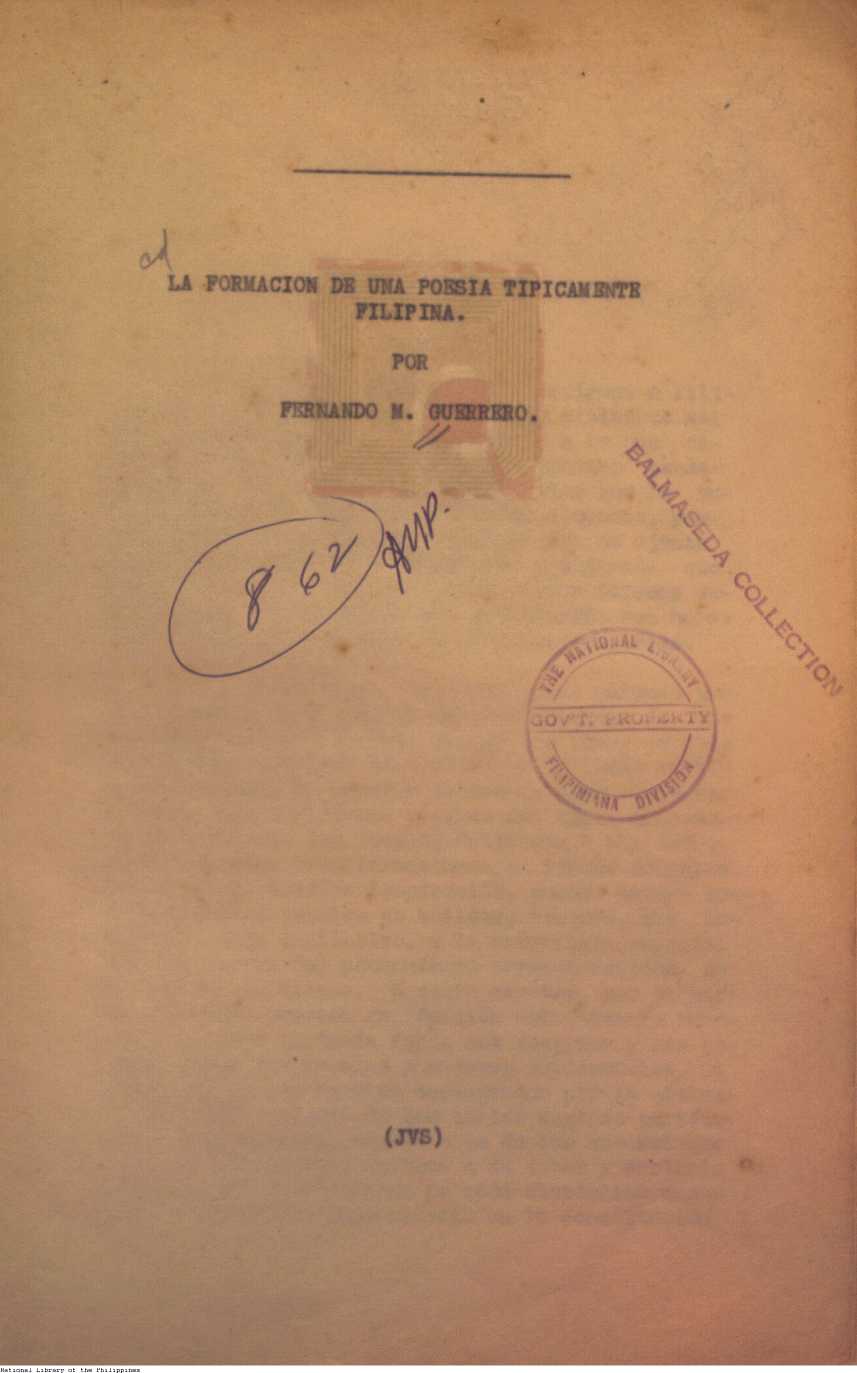 LA FORMACION DE UNA POESIA TIPICAMENTE
FILIPINA.
POR
FERNANDO M. GUERRERO.
862
BALMASEDA COLLECTION
THE NATIONAL LIBRARY
GOV'T. PROPERTY
FILIPINIANA DIVISION
(JVS)
National Library of the Philippines